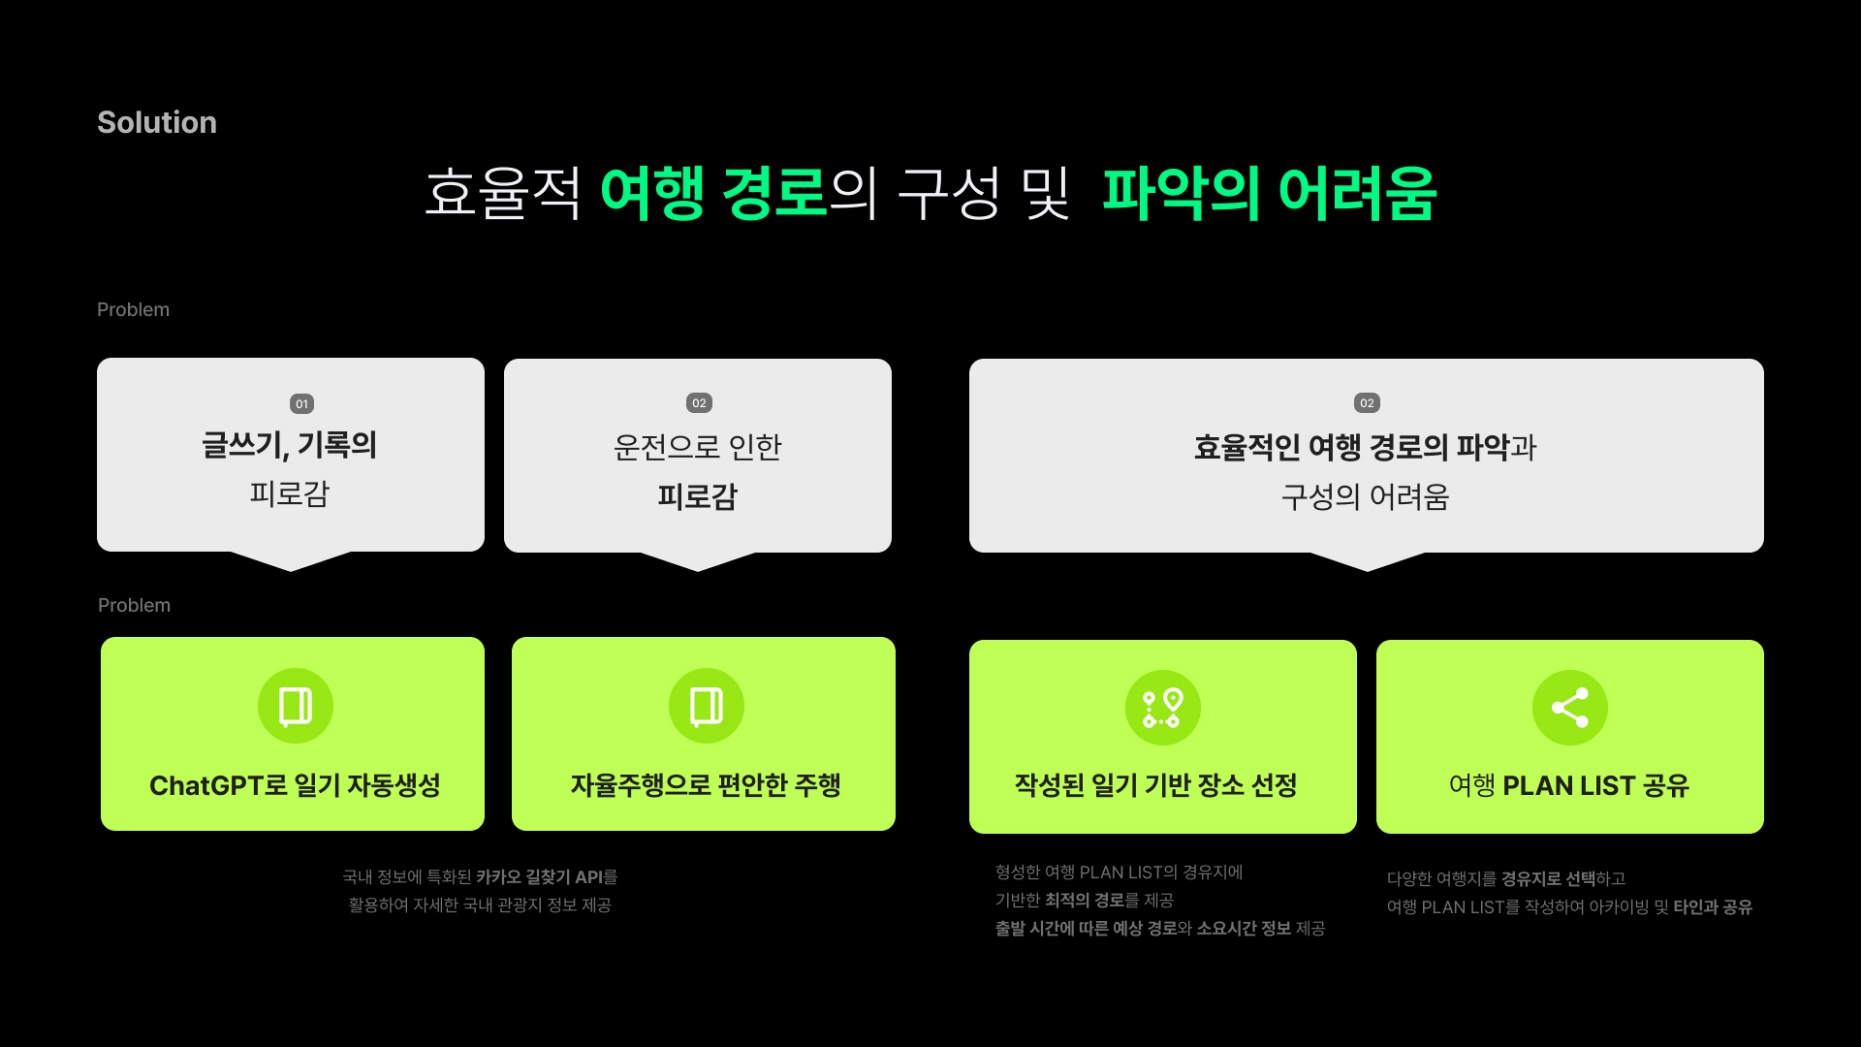 Solution
효율적 여행 경로의 구성 및 파악의 어려움
Problem
01
글쓰기, 기록의
피로감
02
운전으로 인한
피로감
02
효율적인 여행 경로의 파악과
구성의 어려움
Problem
ChatGPT로 일기 자동생성
자율주행으로 편안한 주행
작성된 일기 기반 장소 선정
여행 PLAN LIST 공유
국내 정보에 특화된 카카오 길찾기 API를
활용하여 자세한 국내 관광지 정보 제공
형성한 여행 PLAN LIST의 경유지에
기반한 최적의 경로를 제공
출발 시간에 따른 예상 경로와 소요시간 정보 제공
다양한 여행지를 경유지로 선택하고
여행 PLAN LIST를 작성하여 아카이빙 및 타인과 공유